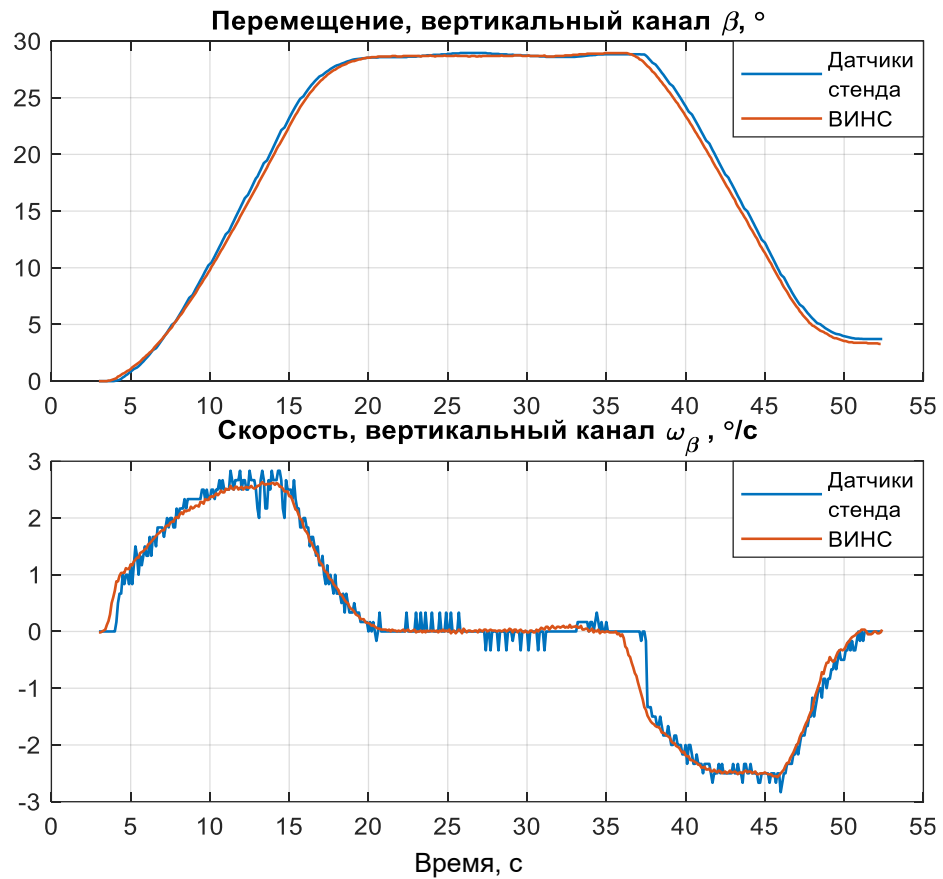 Перемещение, вертикальный канал β, °
30
25
20
15
10
5
0
Датчики
стенда
ВИНС
0 5 10 15 20 25 30 35 40 45 50 55
Скорость, вертикальный канал ω_β , °/с
3
2
1
0
-1
-2
-3
Датчики
стенда
ВИНС
0 5 10 15 20 25 30 35 40 45 50 55
Время, с